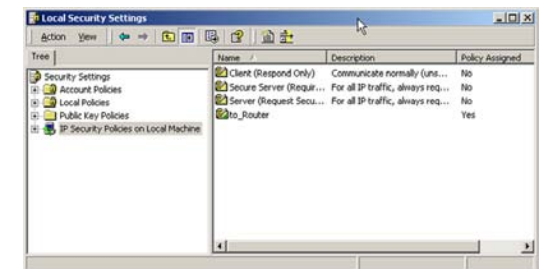 Local Security Settings
Action View
Tree
Name / Description Policy Assigned
Security Settings
Account Policies
Local Policies
Public Key Policies
IP Security Policies on Local Machine
Client (Respond Only) Communicate normally (uns... No
Secure Server (Requir... For all IP traffic, always req... No
Server (Request Secu... For all IP traffic, always req... No
to_Router Yes